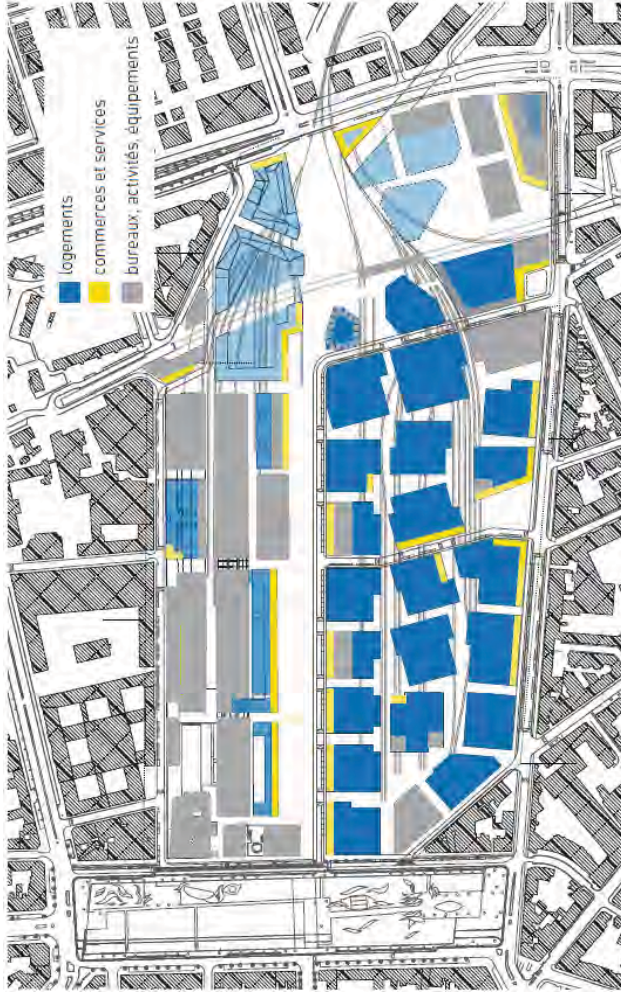 logements
commerces et services
bureaux, activités, équipements